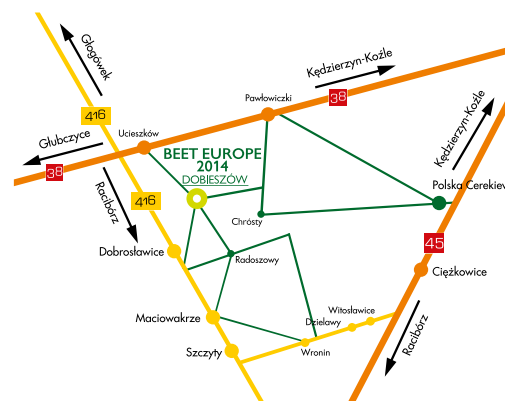 Głogówek
Kędzierzyn-Koźle
38
Pawłowiczki
416
Kędzierzyn-Koźle
Głubczyce
Ucieszków
38
BEET EUROPE
2014
DOBIESZÓW
Racibórz
416
Polska Cerekiew
Chrósty
45
Dobrosławice
Radoszowy
Ciężkowice
Maciowakrze
Witosławice
Dzielawy
Racibórz
Szczyty
Wronin